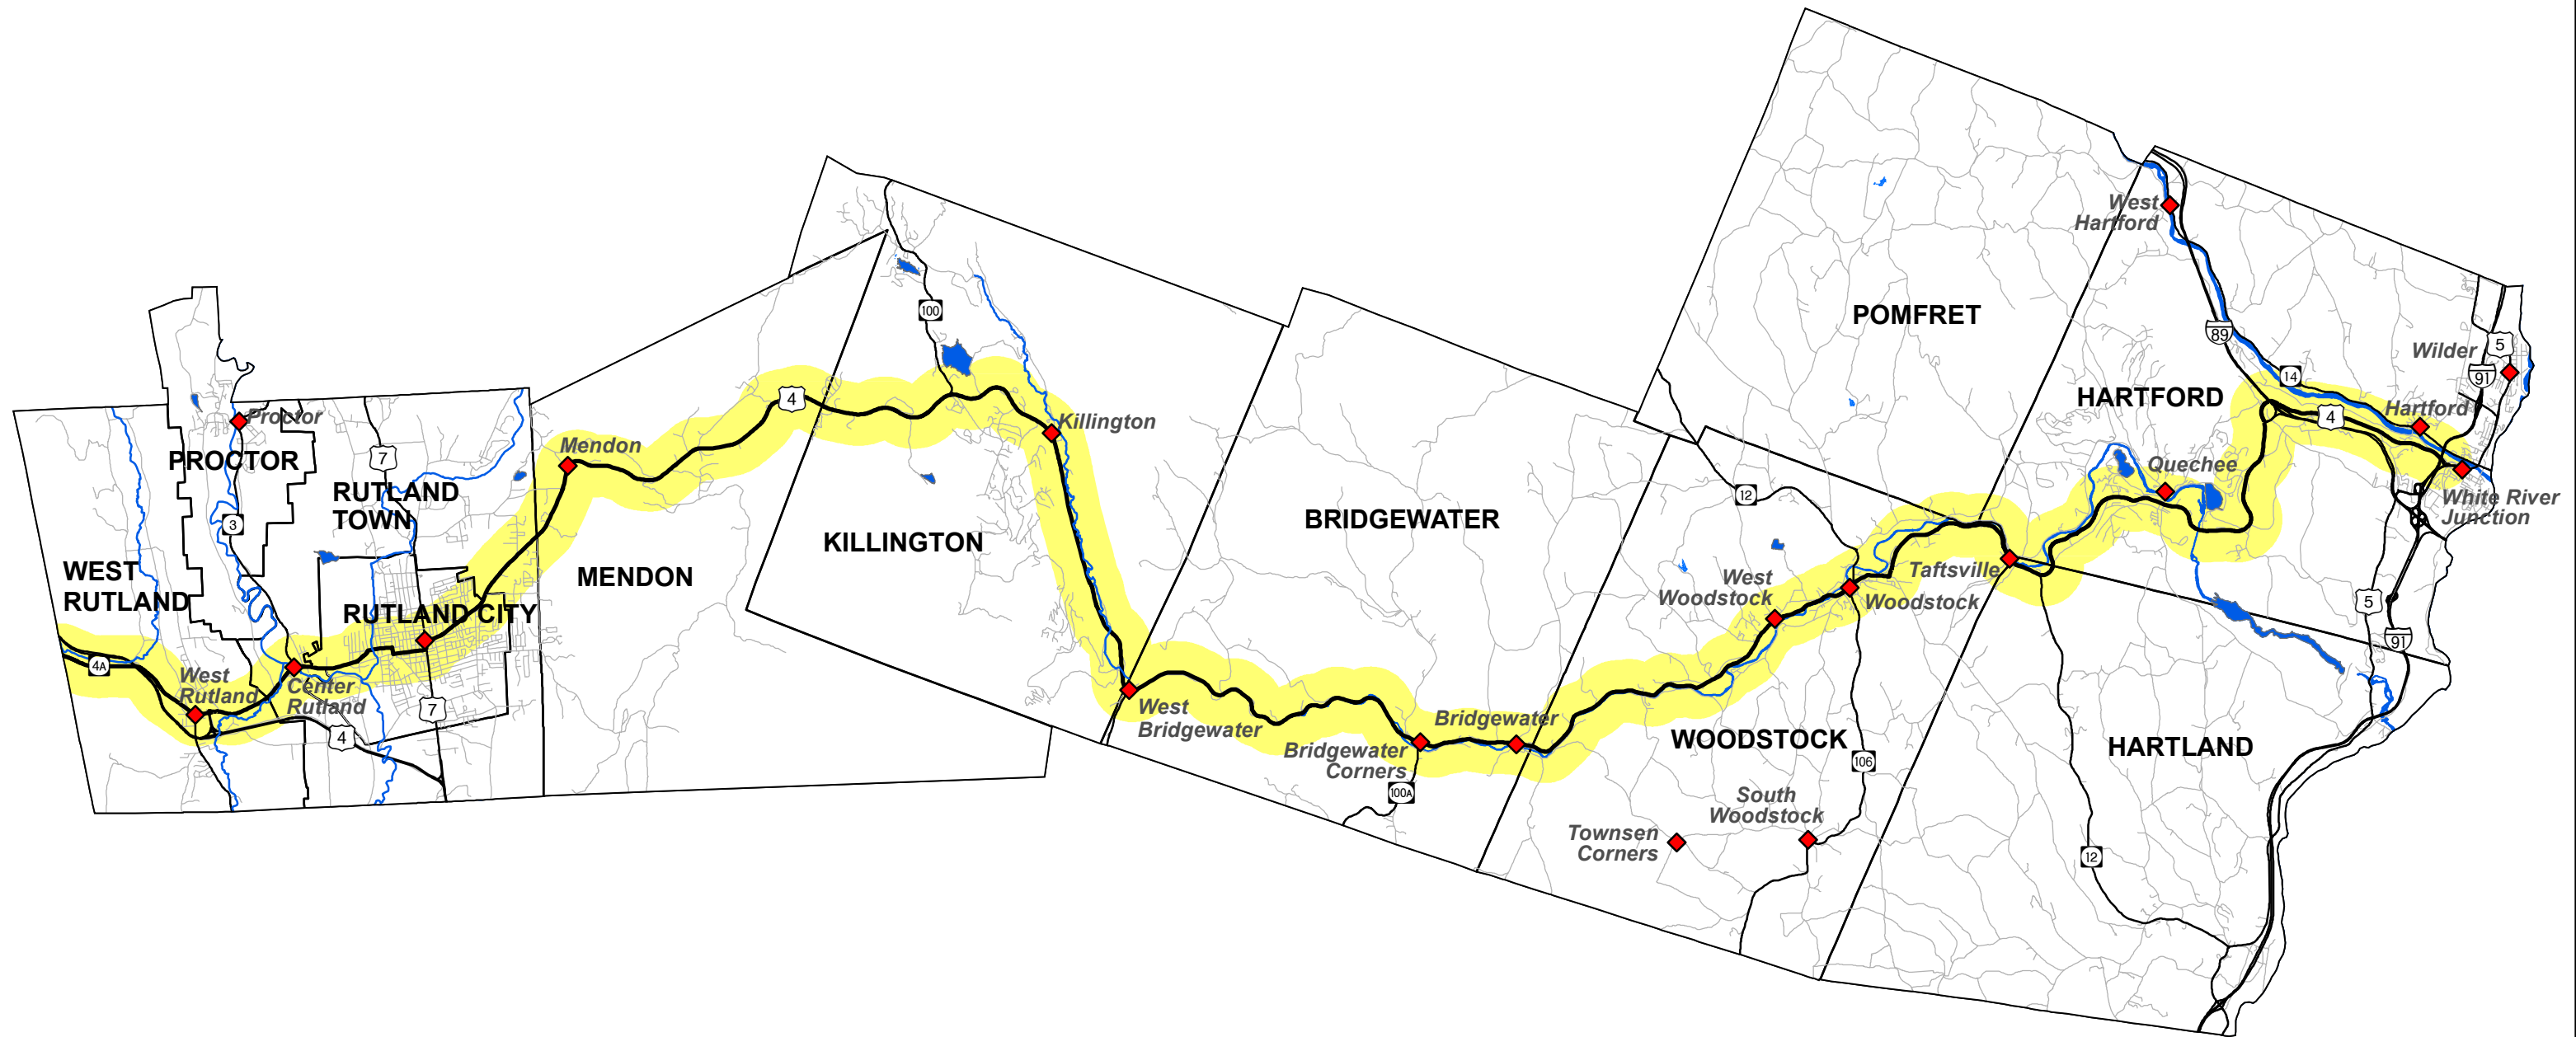 POMFRET
West
Hartford
89
14
Wilder
5
91
HARTFORD
4
Hartford
Quechee
White River
Junction
100
4
Killington
Mendon
Proctor
PROCTOR
7
RUTLAND
TOWN
3
WEST
RUTLAND
RUTLAND CITY
MENDON
KILLINGTON
BRIDGEWATER
12
West
Woodstock
Woodstock
Taftsville
5
91
4A
West
Rutland
Center
Rutland
7
4
West
Bridgewater
Bridgewater
Bridgewater
Corners
100A
WOODSTOCK
106
HARTLAND
South
Woodstock
Townsen
Corners
12